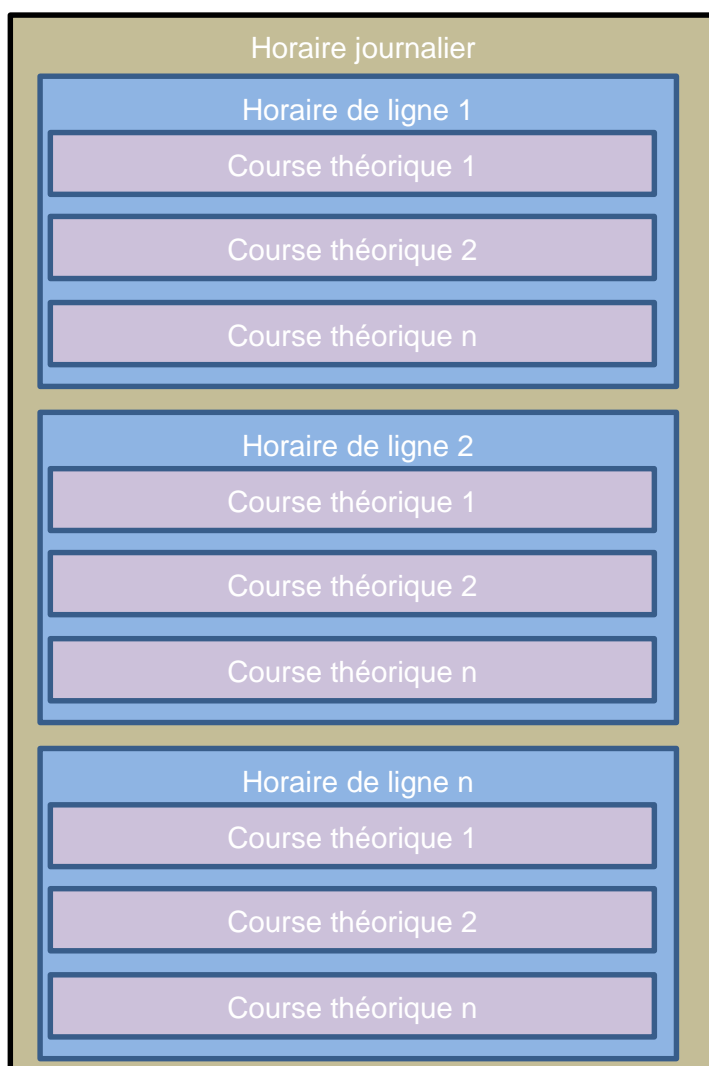 Horaire journalier
Horaire de ligne 1
Course théorique 1
Course théorique 2
Course théorique n
Horaire de ligne 2
Course théorique 1
Course théorique 2
Course théorique n
Horaire de ligne n
Course théorique 1
Course théorique 2
Course théorique n